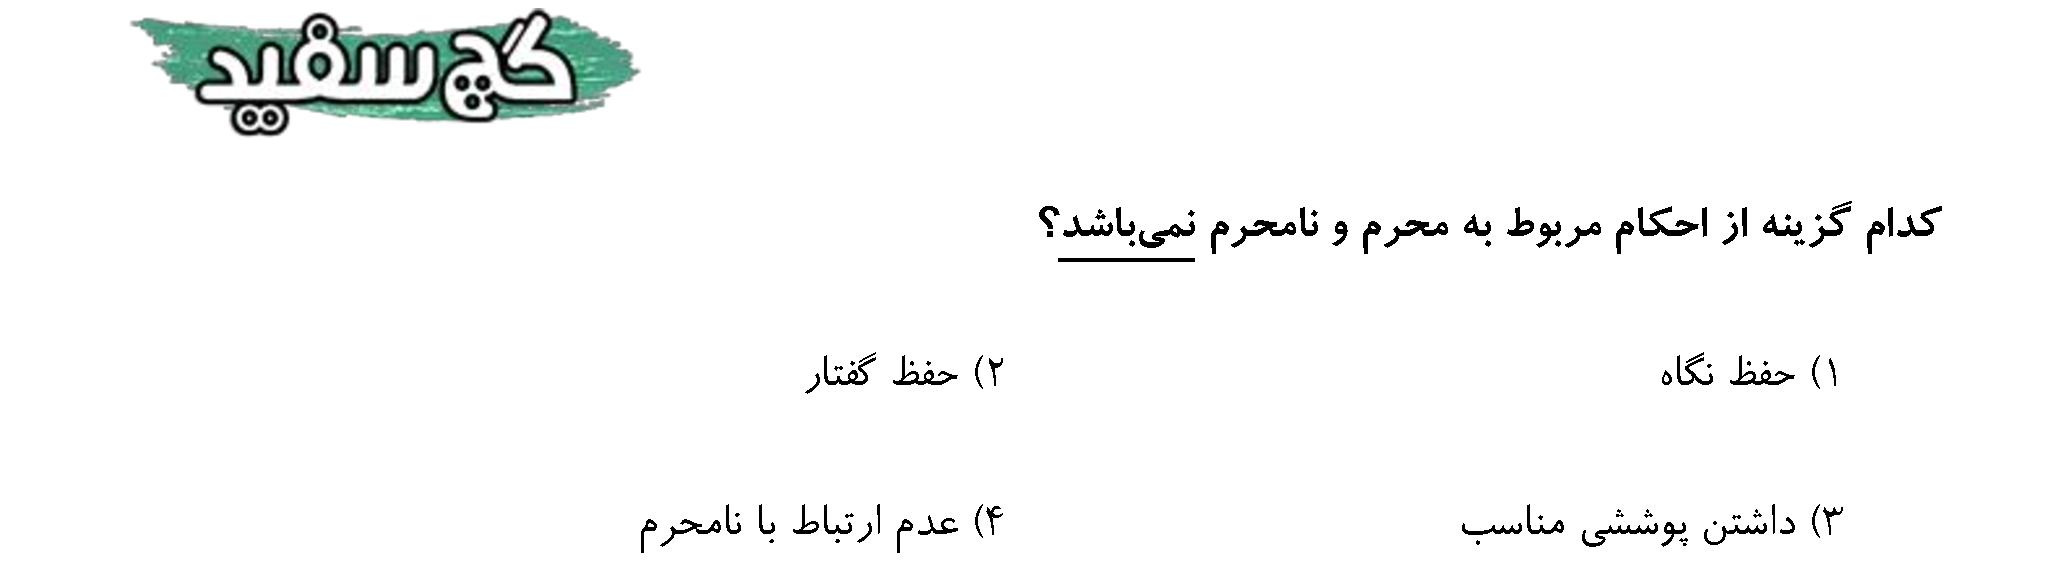 گچ سفید
کدام گزینه از احکام مربوط به محرم و نامحرم نمی‌باشد؟
۱) حفظ نگاه
۲) حفظ گفتار
۳) داشتن پوششی مناسب
۴) عدم ارتباط با نامحرم